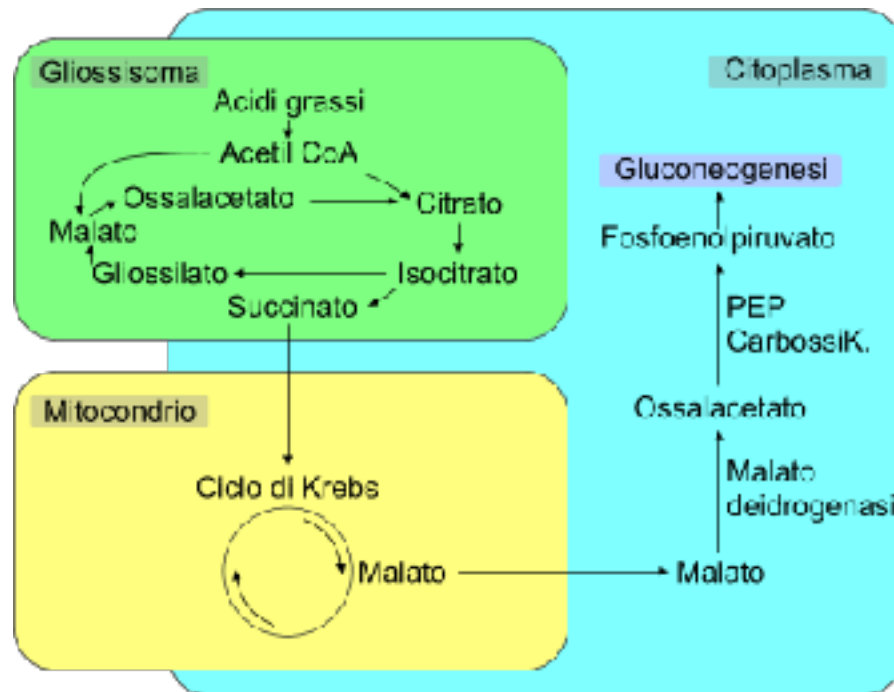 Gliossisoma
Citoplasma
Acidi grassi
Acetil CoA
Ossalacetato
Citrato
Malato
Gliossilato
Isocitrato
Succinato
Gluconeogenesi
Fosfoenolpiruvato
PEP
CarbossiK.
Ossalacetato
Malato
deidrogenasi
Malato
Mitocondrio
Ciclo di Krebs
Malato